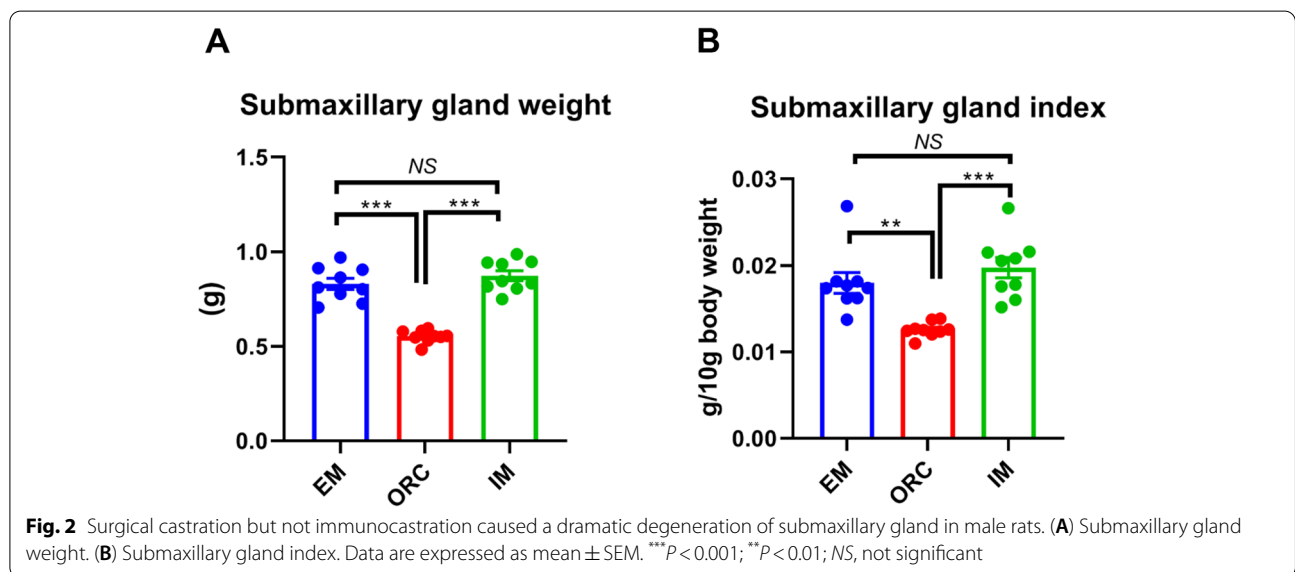 A
Submaxillary gland weight
1.5
1.0
0.5
0.0
(g)
NS
***
***
EM
ORC
IM
B
Submaxillary gland index
0.03
0.02
0.01
0.00
g/10g body weight
NS
**
***
EM
ORC
IM
Fig. 2 Surgical castration but not immunocastration caused a dramatic degeneration of submaxillary gland in male rats. (A) Submaxillary gland
weight. (B) Submaxillary gland index. Data are expressed as mean ± SEM. ***P < 0.001; **P < 0.01; NS, not significant